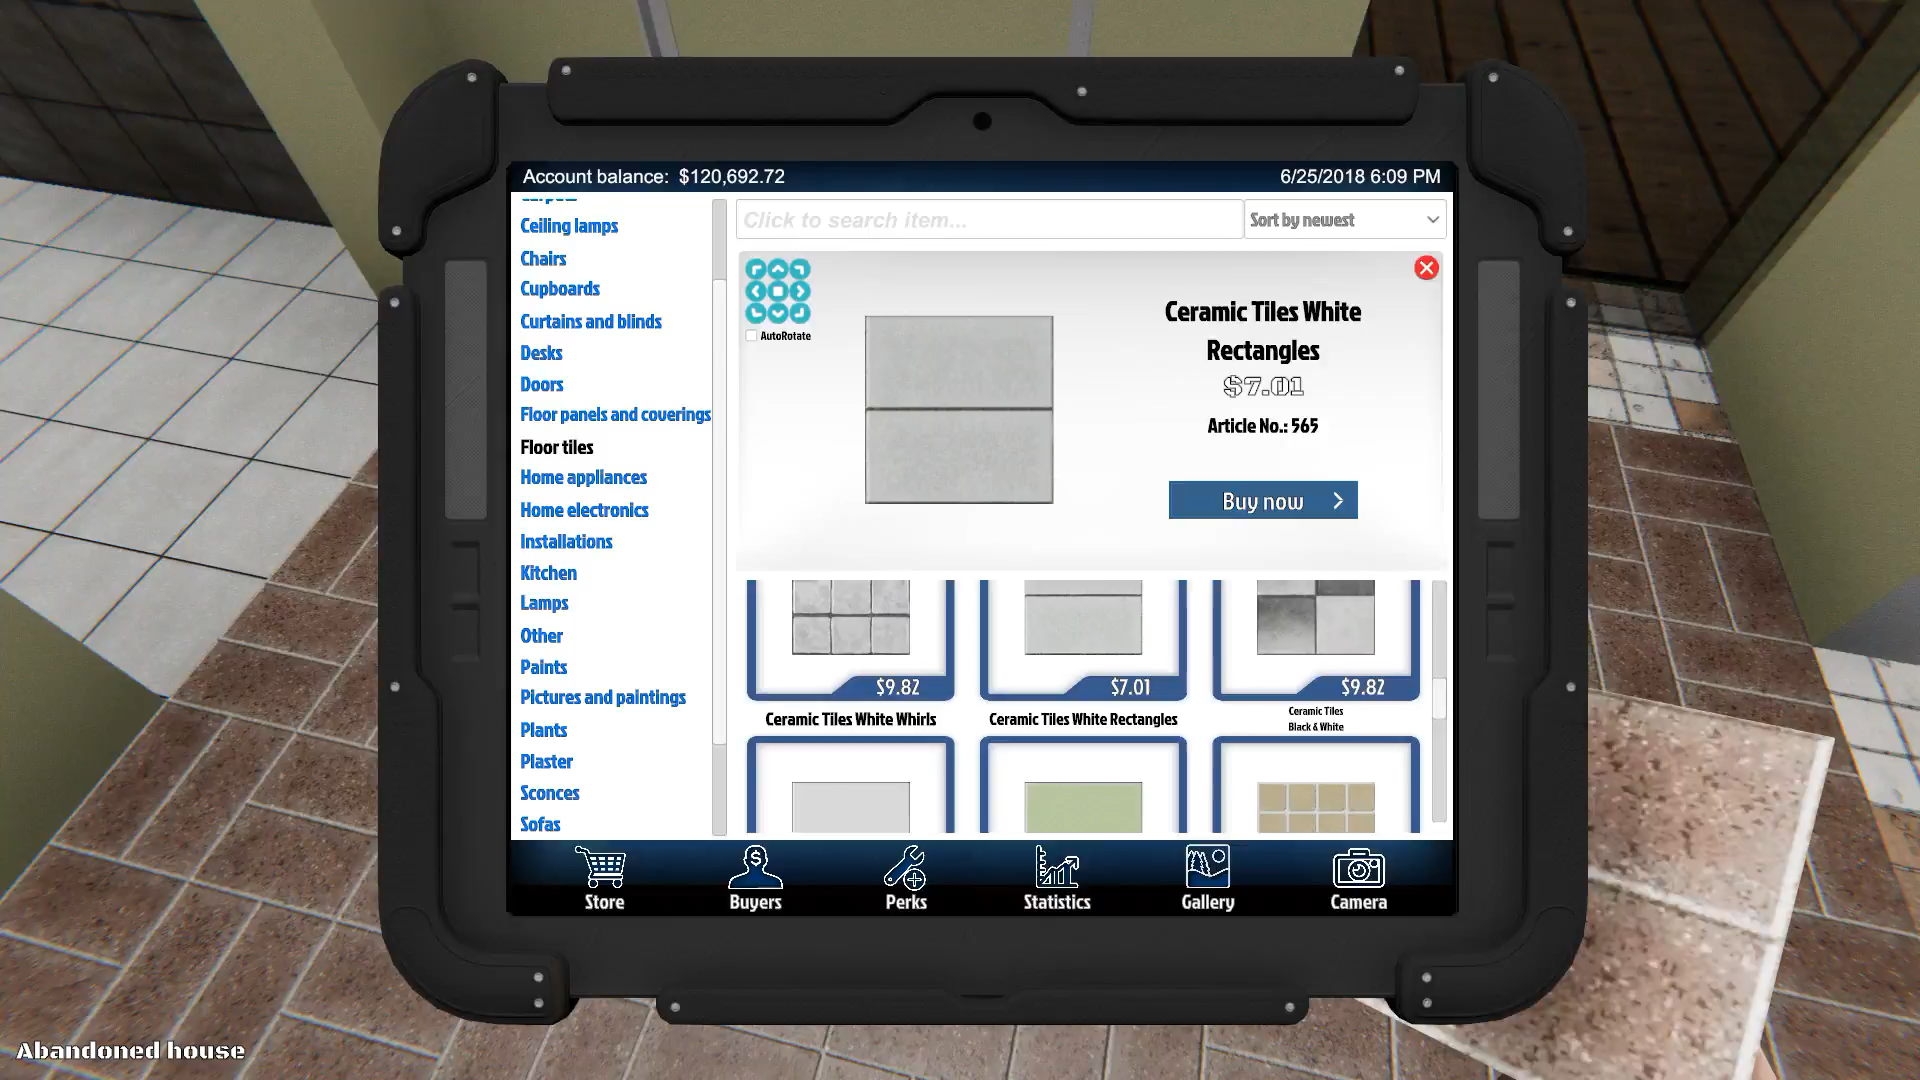 Account balance: $120,692.72
6/25/2018 6:09 PM
Ceiling lamps
Chairs
Cupboards
Curtains and blinds
Desks
Doors
Floor panels and coverings
Floor tiles
Home appliances
Home electronics
Installations
Kitchen
Lamps
Other
Paints
Pictures and paintings
Plants
Plaster
Sconces
Sofas
Click to search item...
Sort by newest
AutoRotate
Ceramic Tiles White
Rectangles
$7.01
Article No.: 565
Buy now
$9.82
$7.01
$9.82
Ceramic Tiles White Whirls
Ceramic Tiles White Rectangles
Ceramic Tiles
Black & White
Store
Buyers
Perks
Statistics
Gallery
Camera
Abandoned house